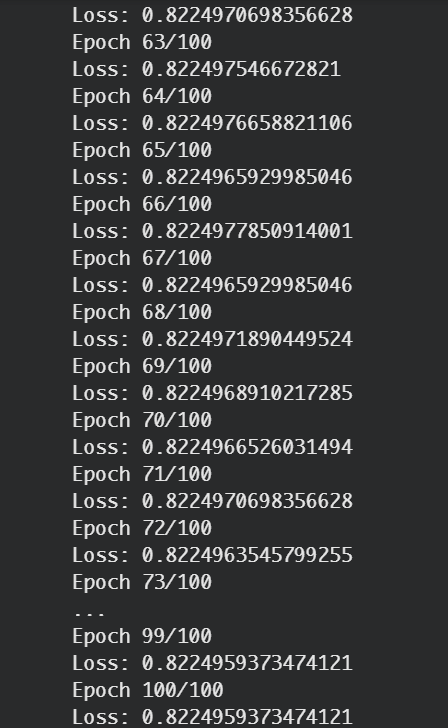 Loss: 0.8224970698356628
Epoch 63/100
Loss: 0.822497546672821
Epoch 64/100
Loss: 0.8224976658821106
Epoch 65/100
Loss: 0.8224965929985046
Epoch 66/100
Loss: 0.8224977850914001
Epoch 67/100
Loss: 0.8224965929985046
Epoch 68/100
Loss: 0.8224971890449524
Epoch 69/100
Loss: 0.8224968910217285
Epoch 70/100
Loss: 0.8224966526031494
Epoch 71/100
Loss: 0.8224970698356628
Epoch 72/100
Loss: 0.8224963545799255
Epoch 73/100
...
Epoch 99/100
Loss: 0.8224959373474121
Epoch 100/100
Loss: 0.8224959373474121